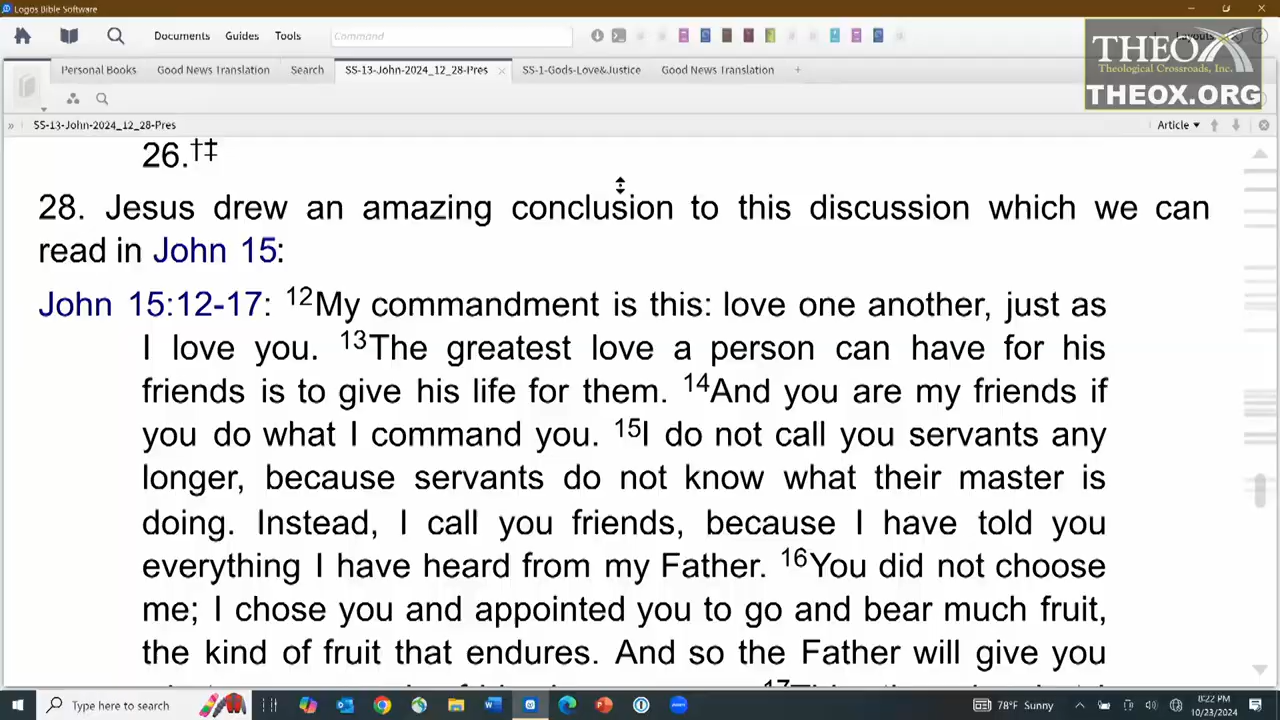 Logos Bible Software
Documents Guides Tools Command Layouts
THEOX
Theological Crossroads, Inc.
THEOX.ORG
Personal Books Good News Translation Search SS-13-John-2024_12_28-Pres SS-1-Gods-Love&Justice Good News Translation
SS-13-John-2024_12_28-Pres Article
26.†‡
28. Jesus drew an amazing conclusion to this discussion which we can
read in John 15:
John 15:12-17: 12My commandment is this: love one another, just as
I love you. 13The greatest love a person can have for his
friends is to give his life for them. 14And you are my friends if
you do what I command you. 15I do not call you servants any
longer, because servants do not know what their master is
doing. Instead, I call you friends, because I have told you
everything I have heard from my Father. 16You did not choose
me; I chose you and appointed you to go and bear much fruit,
the kind of fruit that endures. And so the Father will give you
17
Type here to search 78°F Sunny 8:22 PM
10/23/2024